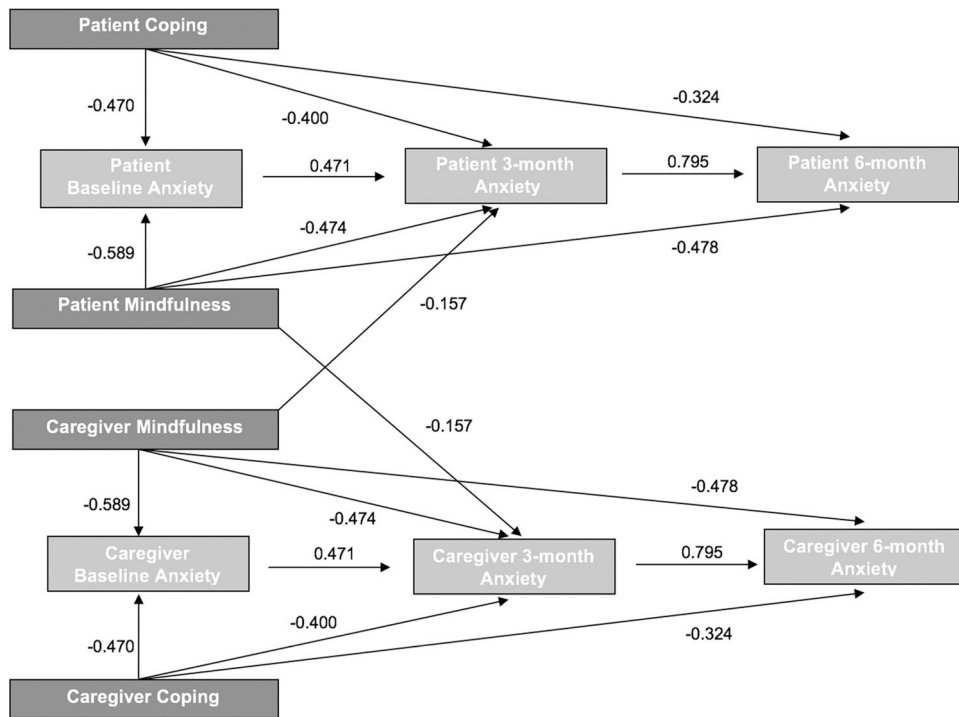 Patient Coping
-0.470
-0.400
-0.324
Patient
Baseline Anxiety
0.471
Patient 3-month
Anxiety
0.795
Patient 6-month
Anxiety
-0.589
-0.474
-0.478
Patient Mindfulness
-0.157
Caregiver Mindfulness
-0.157
-0.589
-0.474
-0.478
Caregiver
Baseline Anxiety
0.471
Caregiver 3-month
Anxiety
0.795
Caregiver 6-month
Anxiety
-0.470
-0.400
-0.324
Caregiver Coping